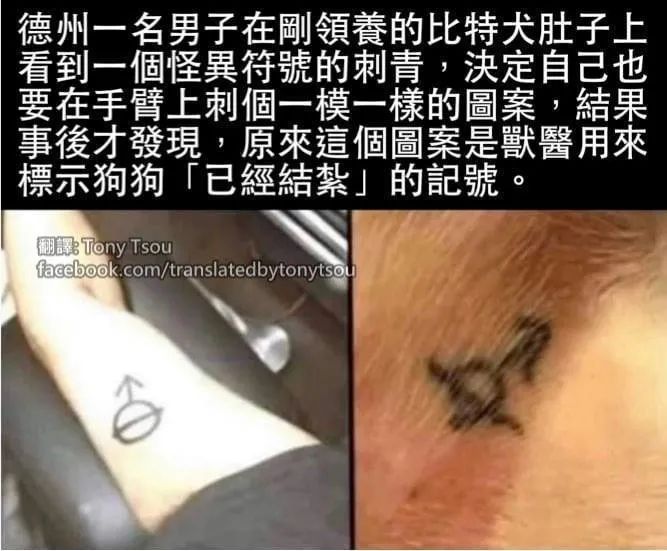 德州一名男子在剛領養的比特犬肚子上
看到一個怪異符號的刺青，決定自己也
要在手臂上刺個一模一樣的圖案，結果
事後才發現，原來這個圖案是獸醫用來
標示狗狗「已經結紮」的記號。
翻譯: Tony Tsou
facebook.com/translatedbytonytsou